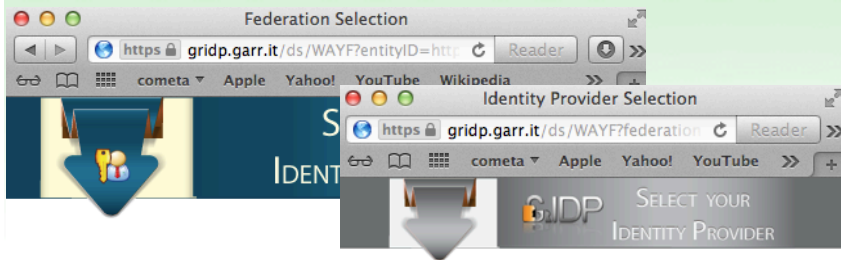 Federation Selection
https gridp.garr.it/ds/WAYF?entityID=http Reader
cometa Apple Yahoo! YouTube Wikipedia
S
IDENT
Identity Provider Selection
https gridp.garr.it/ds/WAYF?federation Reader
cometa Apple Yahoo! YouTube
IDP SELECT YOUR
IDENTITY PROVIDER